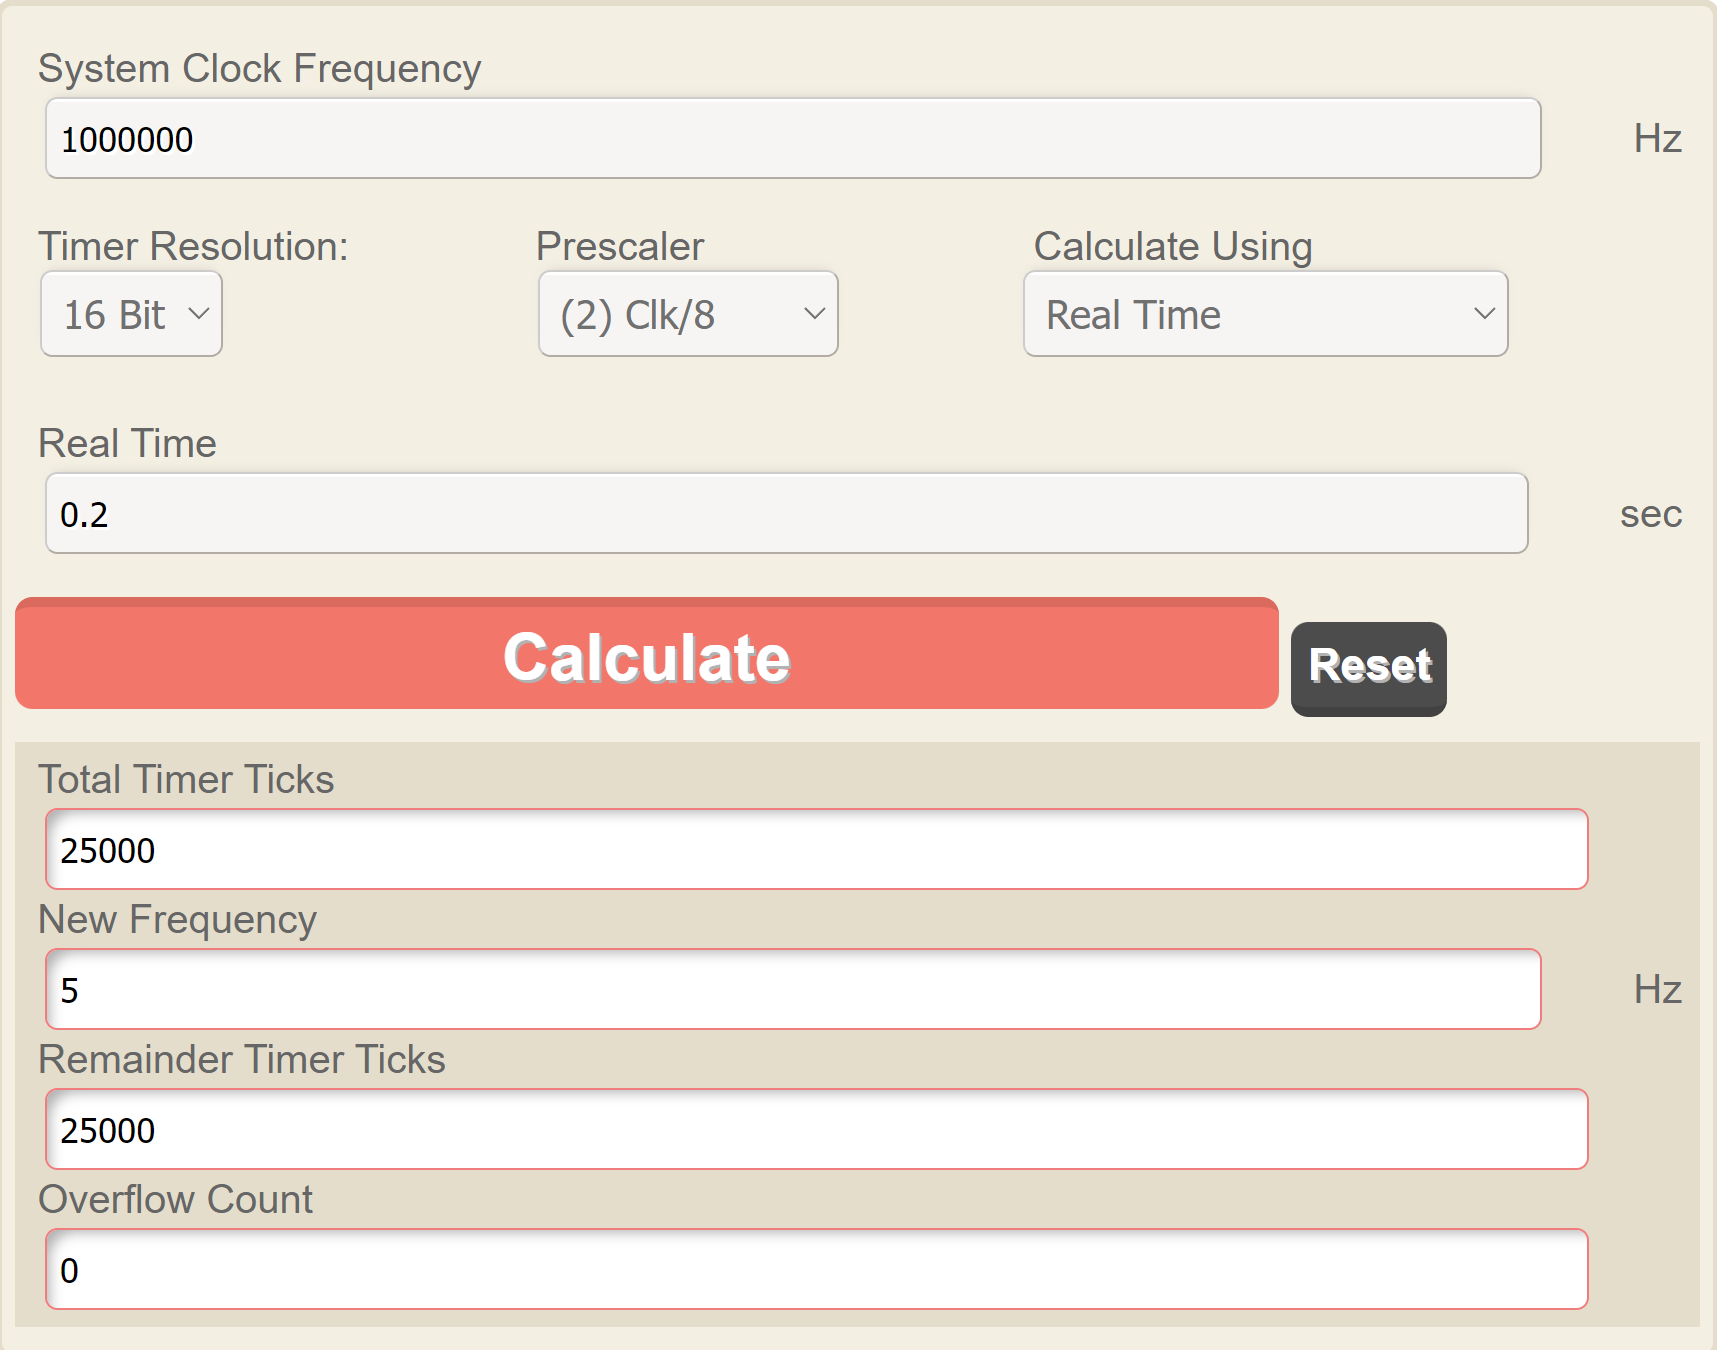 System Clock Frequency
1000000 Hz
Timer Resolution: Prescaler Calculate Using
16 Bit (2) Clk/8 Real Time
Real Time
0.2 sec
Calculate Reset
Total Timer Ticks
25000
New Frequency
5 Hz
Remainder Timer Ticks
25000
Overflow Count
0